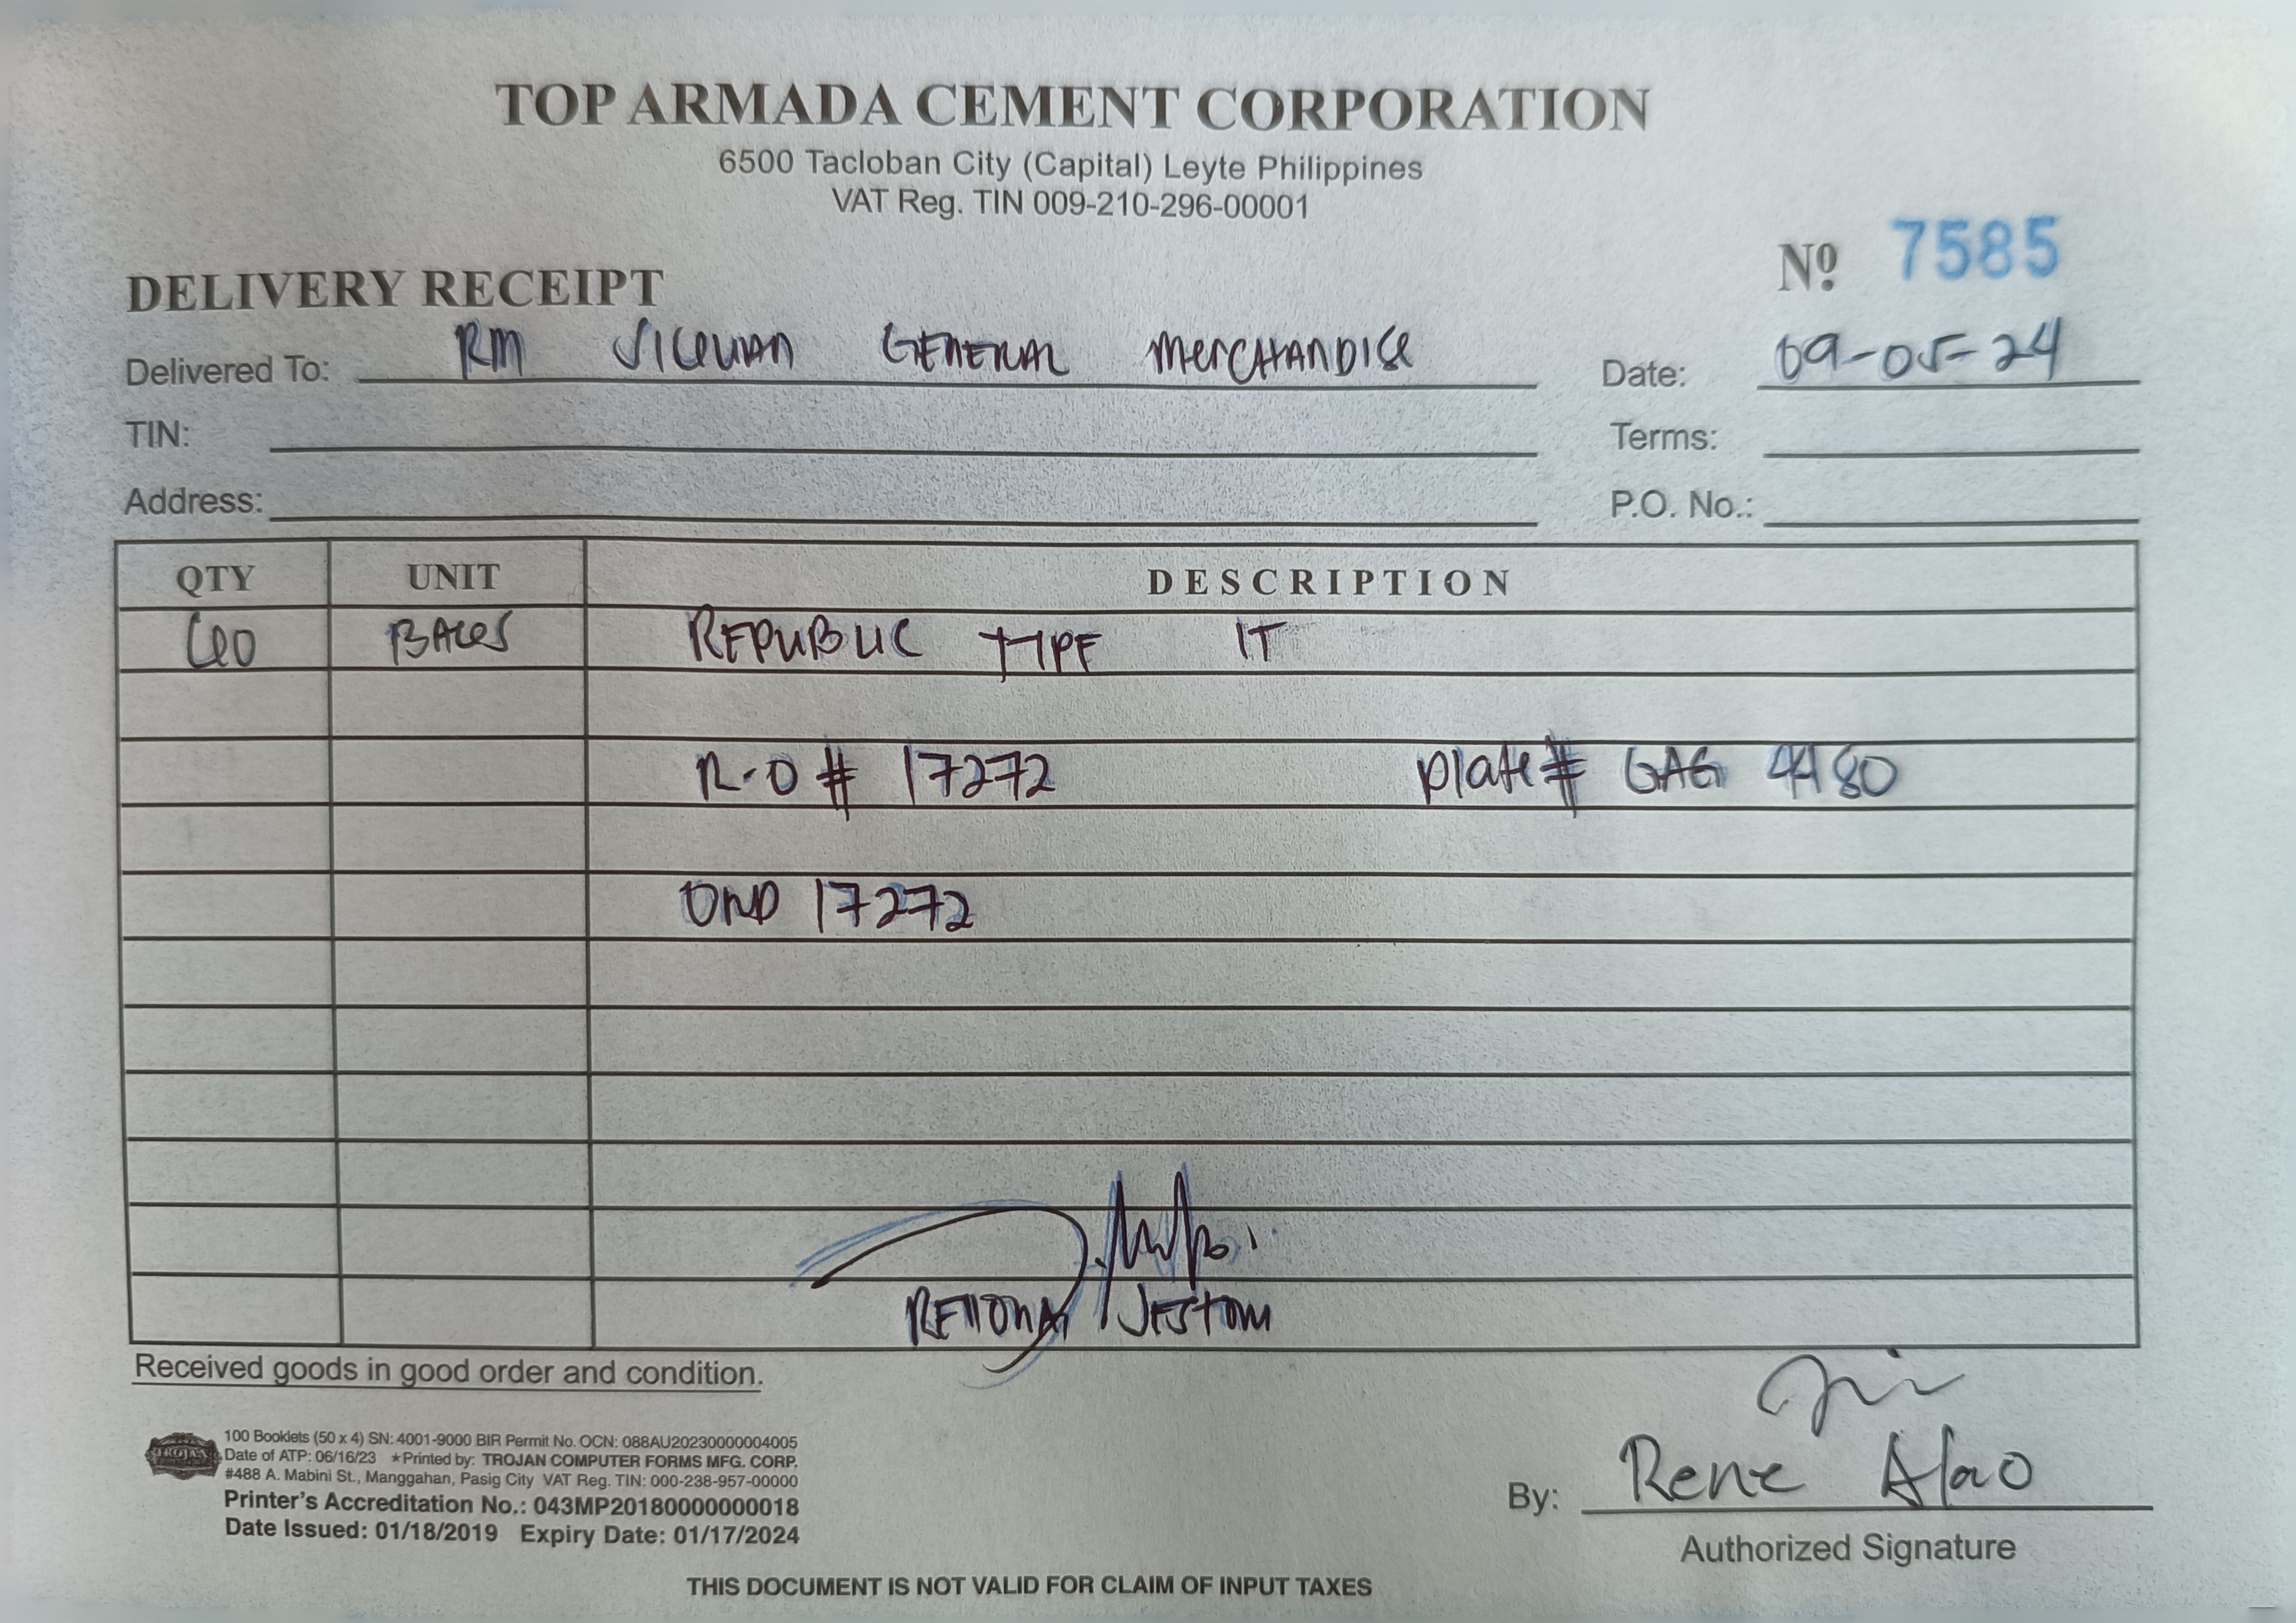 TOP ARMADA CEMENT CORPORATION
6500 Tacloban City (Capital) Leyte Philippines
VAT Reg. TIN 009-210-296-00001
Nº 7585
DELIVERY RECEIPT
Delivered To: RM GENERAL MERCHANDISE
Date: 09-05-24
TIN:
Terms:
Address:
P.O. No.:
QTY UNIT DESCRIPTION
BAGS REPUBLIC TYPE IT
R-O # 17272 plate # GAG 4480
17272
JESTONI
Received goods in good order and condition.
100 Booklets (50 x 4) SN: 4001-9000 BIR Permit No. OCN: 088AU20230000004005
Date of ATP: 06/16/23 ★Printed by: TROJAN COMPUTER FORMS MFG. CORP.
#488 A. Mabini St., Manggahan, Pasig City VAT Reg. TIN: 000-238-957-00000
Printer's Accreditation No.: 043MP20180000000018
Date Issued: 01/18/2019 Expiry Date: 01/17/2024
TROJAN
By: Rene Alao
Authorized Signature
THIS DOCUMENT IS NOT VALID FOR CLAIM OF INPUT TAXES